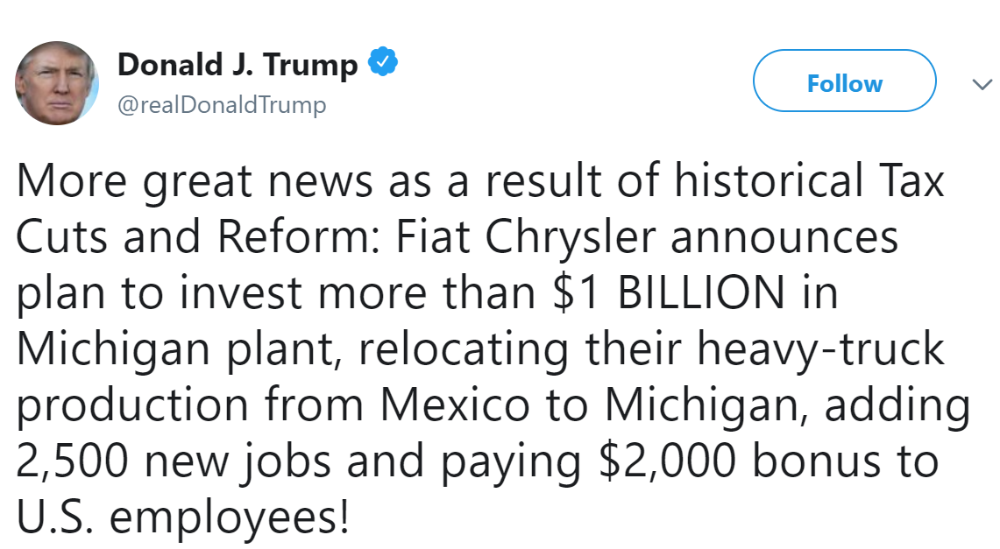 Donald J. Trump
@realDonaldTrump
Follow
More great news as a result of historical Tax
Cuts and Reform: Fiat Chrysler announces
plan to invest more than $1 BILLION in
Michigan plant, relocating their heavy-truck
production from Mexico to Michigan, adding
2,500 new jobs and paying $2,000 bonus to
U.S. employees!